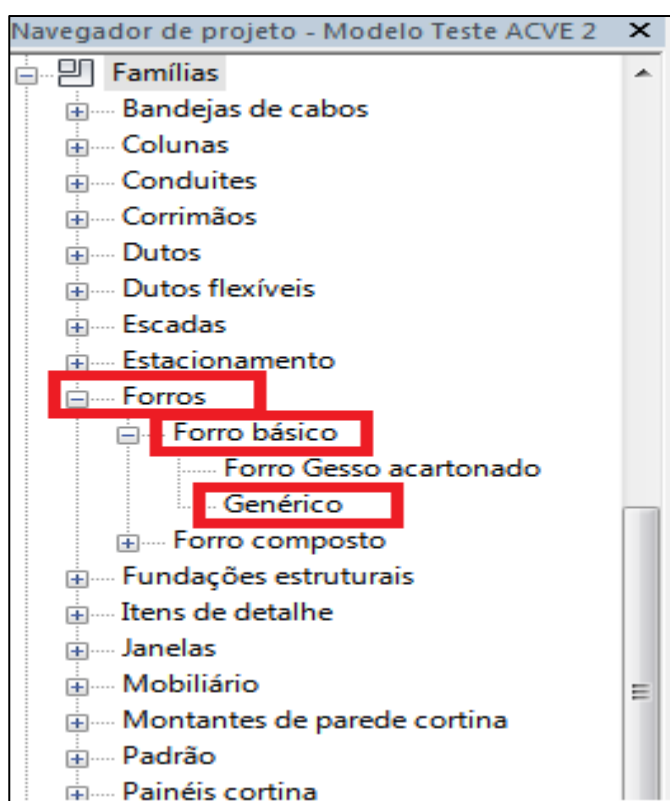 Navegador de projeto - Modelo Teste ACVE 2
Famílias
Bandejas de cabos
Colunas
Conduites
Corrimãos
Dutos
Dutos flexíveis
Escadas
Estacionamento
Forros
Forro básico
Forro Gesso acartonado
Genérico
Forro composto
Fundações estruturais
Itens de detalhe
Janelas
Mobiliário
Montantes de parede cortina
Padrão
Painéis cortina